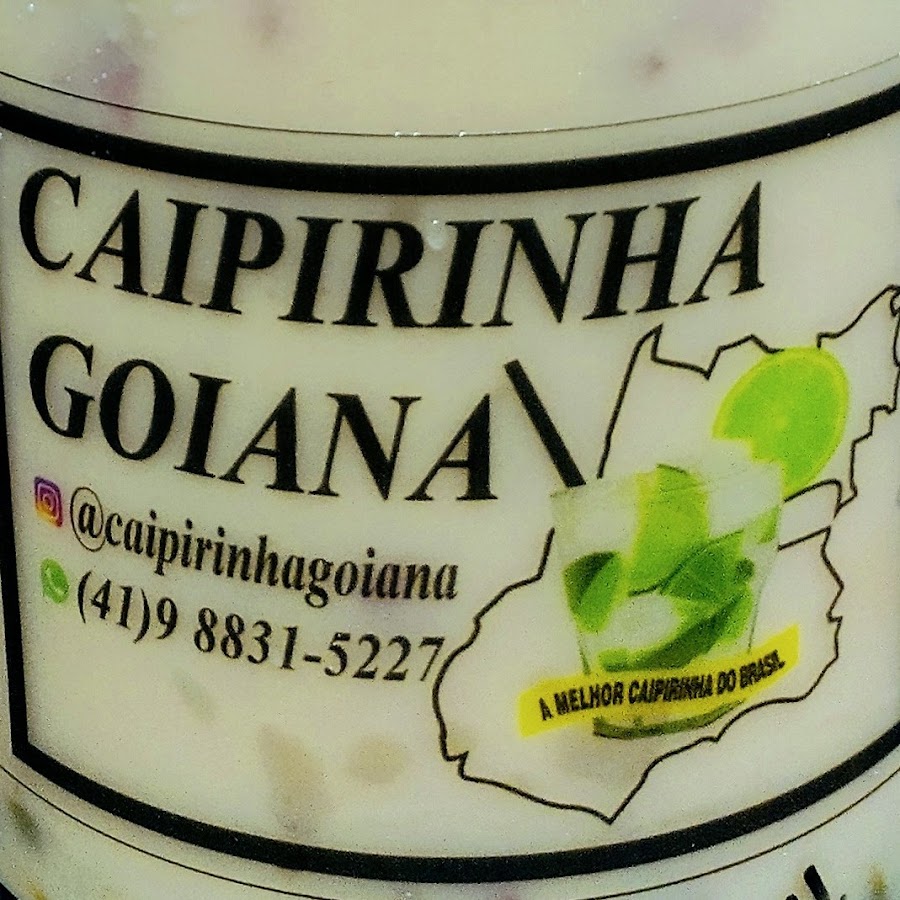 CAIPIRINHA
GOIANA
@caipirinhagoiana
(41)9 8831-5227
A MELHOR CAIPIRINHA DO BRASIL